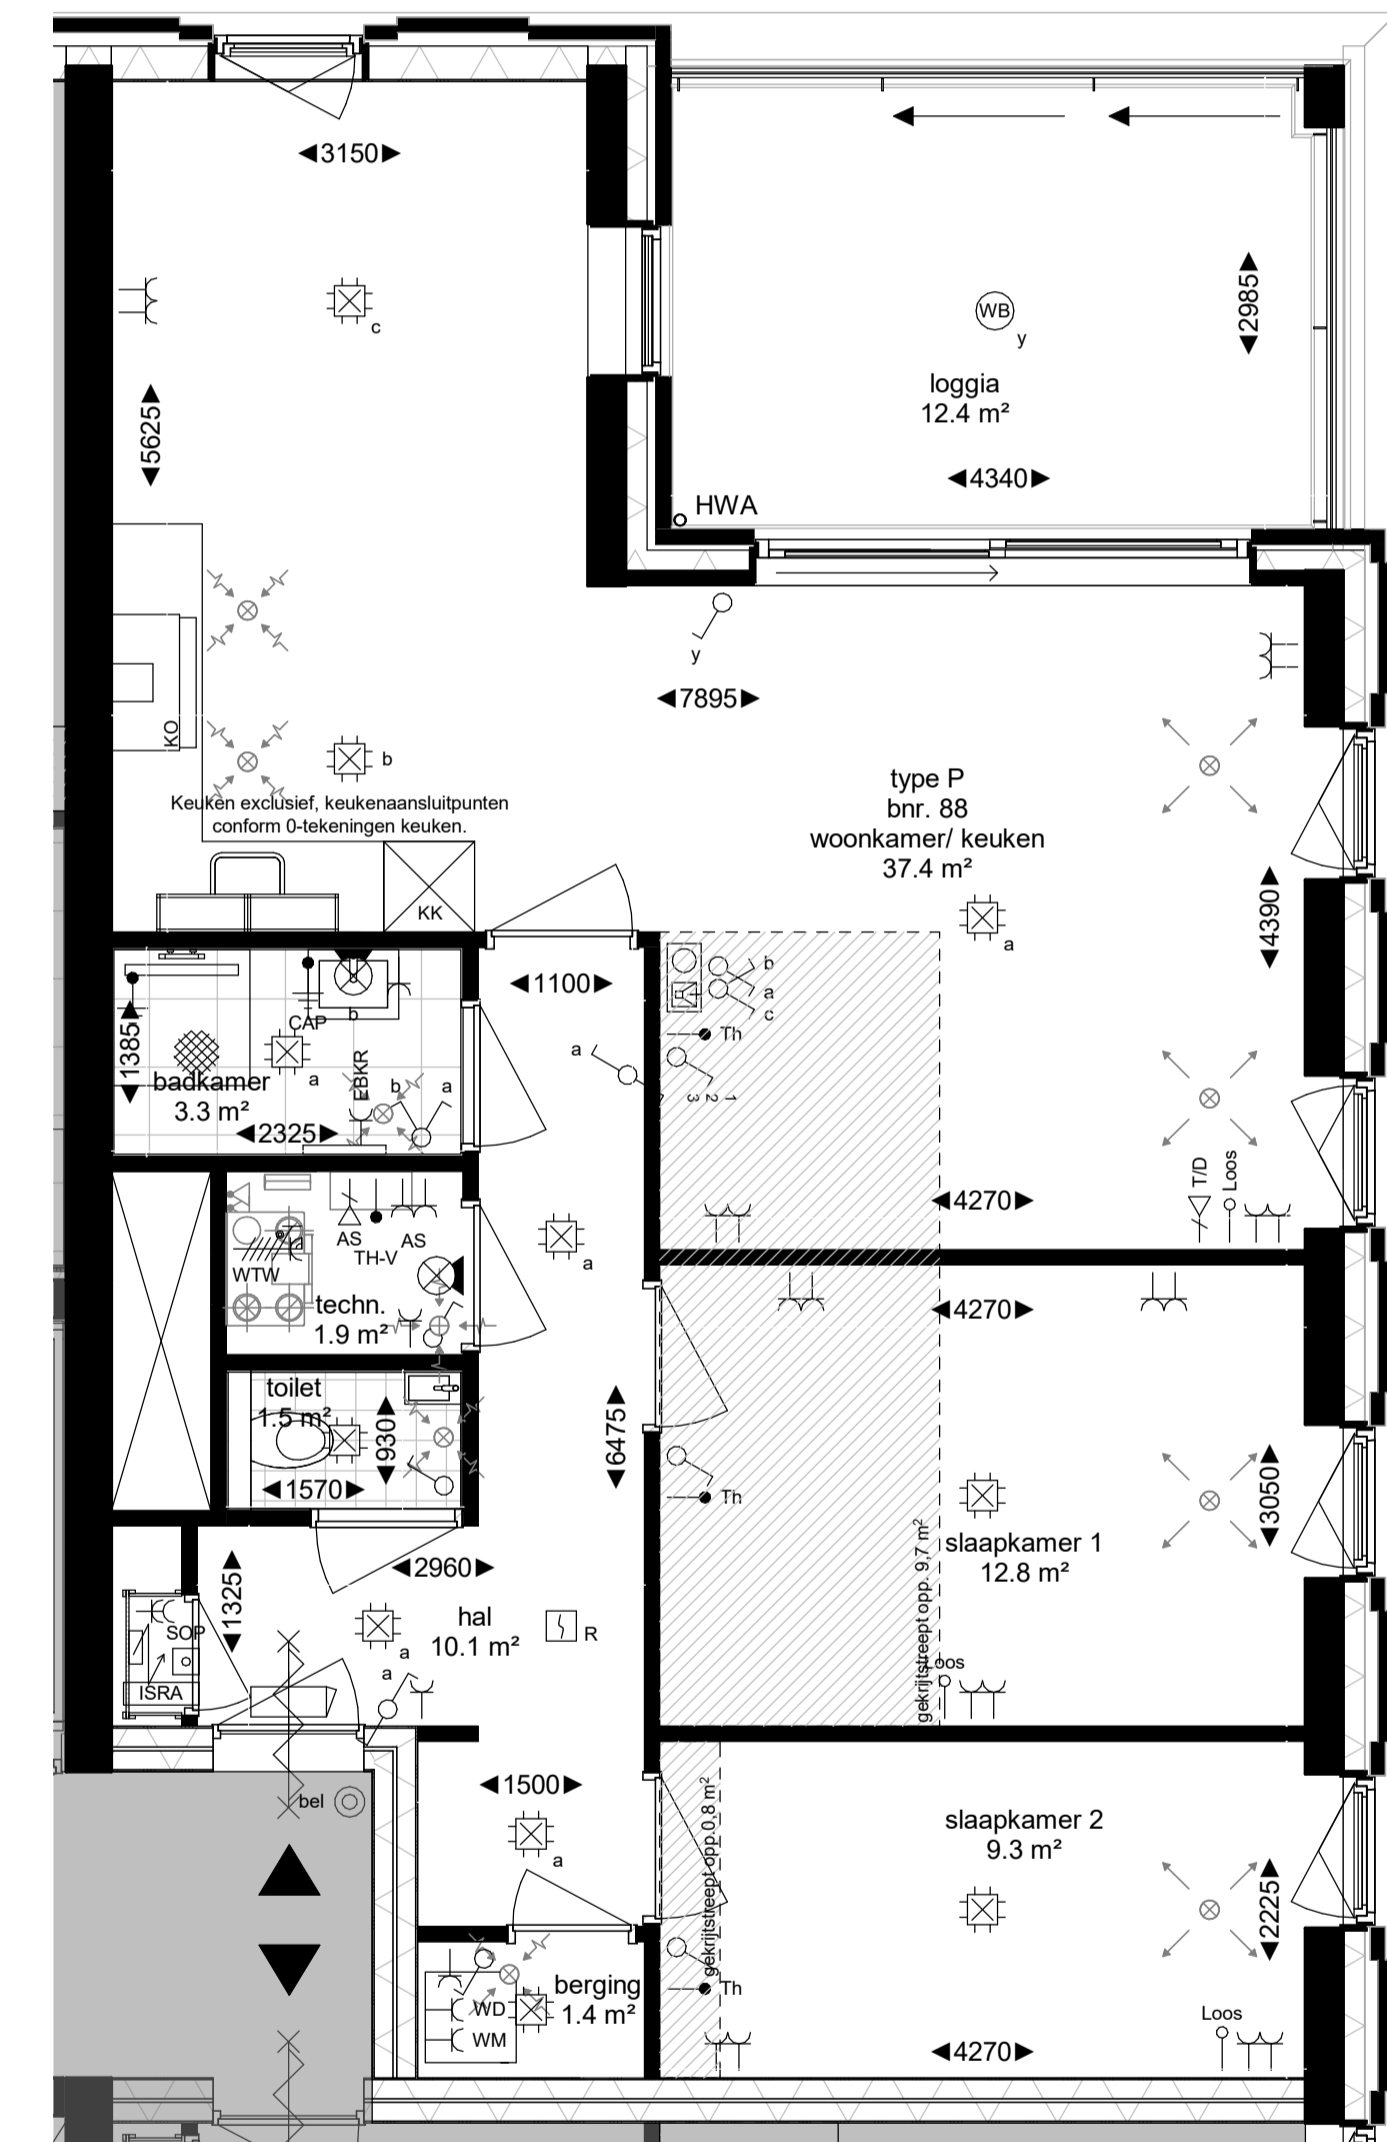 3150
c
2985
WB
y
loggia
12.4 m²
5625
4340
HWA
y
7895
KO
b
type P
bnr. 88
woonkamer/ keuken
37.4 m²
Keuken exclusief, keukenaansluitpunten
conform 0-tekeningen keuken.
4390
KK
a
1100
b
a
c
Th
1385
CAP
b
a
a
EBKR
b
a
badkamer
3.3 m²
2325
1
2
3
T/D
Loos
4270
AS
AS
TH-V
WTW
a
techn.
1.9 m²
4270
toilet
1.5 m²
930
6475
1570
Th
3050
gekrijtstreept opp. 9,7 m²
slaapkamer 1
12.8 m²
1325
2960
hal
10.1 m²
R
SOP
a
a
Loos
ISRA
1500
bel
a
gekrijtstreept opp.0,8 m²
slaapkamer 2
9.3 m²
2225
berging
1.4 m²
WD
WM
Th
Loos
4270